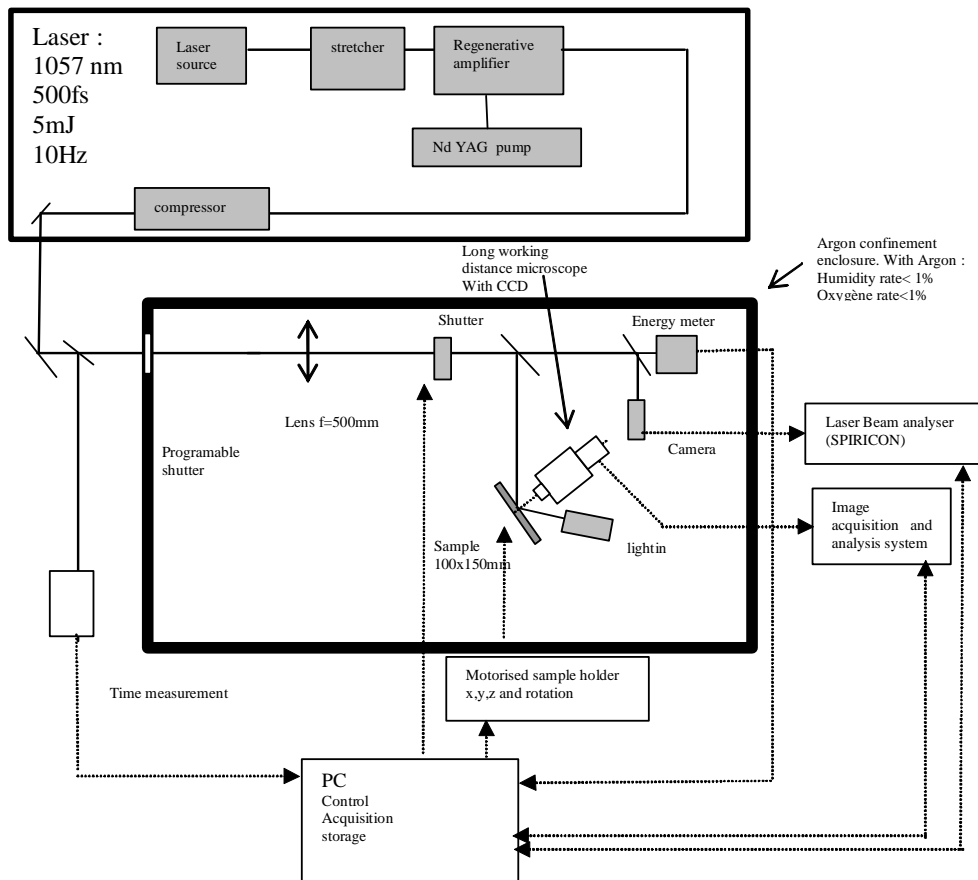 Laser :
1057 nm
500fs
5mJ
10Hz
Laser
source
stretcher
Regenerative
amplifier
Nd YAG pump
compressor
Long working
distance microscope
With CCD
Argon confinement
enclosure. With Argon :
Humidity rate< 1%
Oxygène rate<1%
Shutter
Energy meter
Lens f=500mm
Programable
shutter
Camera
Laser Beam analyser
(SPIRICON)
Image
acquisition and
analysis system
Sample
100x150mm
lightin
Time measurement
Motorised sample holder
x,y,z and rotation
PC
Control
Acquisition
storage